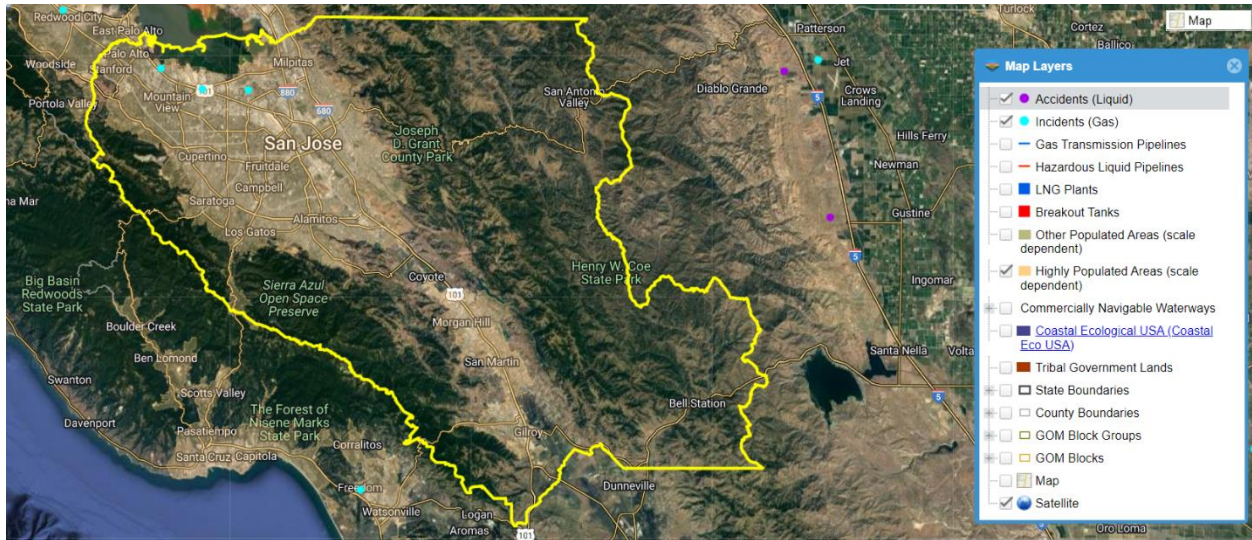 Redwood City
East Palo Alto
Palo Alto
Woodside
Stanford
Milpitas
Mountain View
101
880
Portola Valley
680
San Jose
Joseph D. Grant County Park
San Antonio Valley
Cupertino
Fruitdale
Campbell
Saratoga
Alamitos
Los Gatos
Coyote
Big Basin Redwoods State Park
Sierra Azul Open Space Preserve
Henry W. Coe State Park
101
Morgan Hill
Boulder Creek
Ben Lomond
San Martin
Swanton
Scotts Valley
Davenport
The Forest of Nisene Marks State Park
Pasatiempo
Corralitos
Gilroy
Bell Station
Santa Cruz
Capitola
Freedom
Watsonville
Logan
Aromas
101
Dunneville
Patterson
Turlock
Cortez
Ballico
Diablo Grande
Jet
5
Crows Landing
Hills Ferry
Newman
Gustine
5
Ingomar
Santa Nella
Volta
5
Oro Loma
Map
Map Layers
Accidents (Liquid)
Incidents (Gas)
Gas Transmission Pipelines
Hazardous Liquid Pipelines
LNG Plants
Breakout Tanks
Other Populated Areas (scale
dependent)
Highly Populated Areas (scale
dependent)
Commercially Navigable Waterways
Coastal Ecological USA (Coastal
Eco USA)
Tribal Government Lands
State Boundaries
County Boundaries
GOM Block Groups
GOM Blocks
Map
Satellite